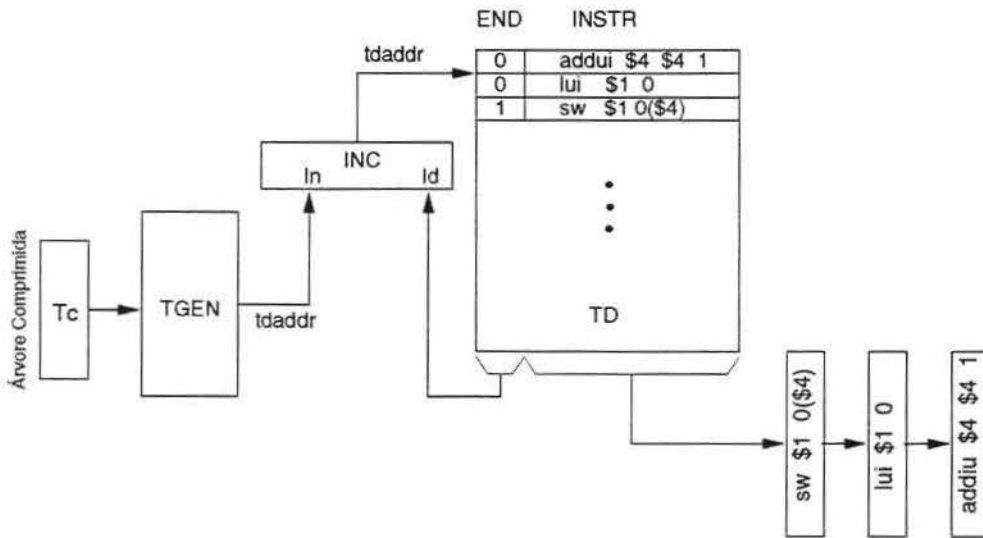 END INSTR
tdaddr
0 addui $4 $4 1
0 lui $1 0
1 sw $1 0($4)
INC
In ld
Árvore Comprimida
Tc
TGEN
tdaddr
TD
sw $1 0($4)
lui $1 0
addiu $4 $4 1